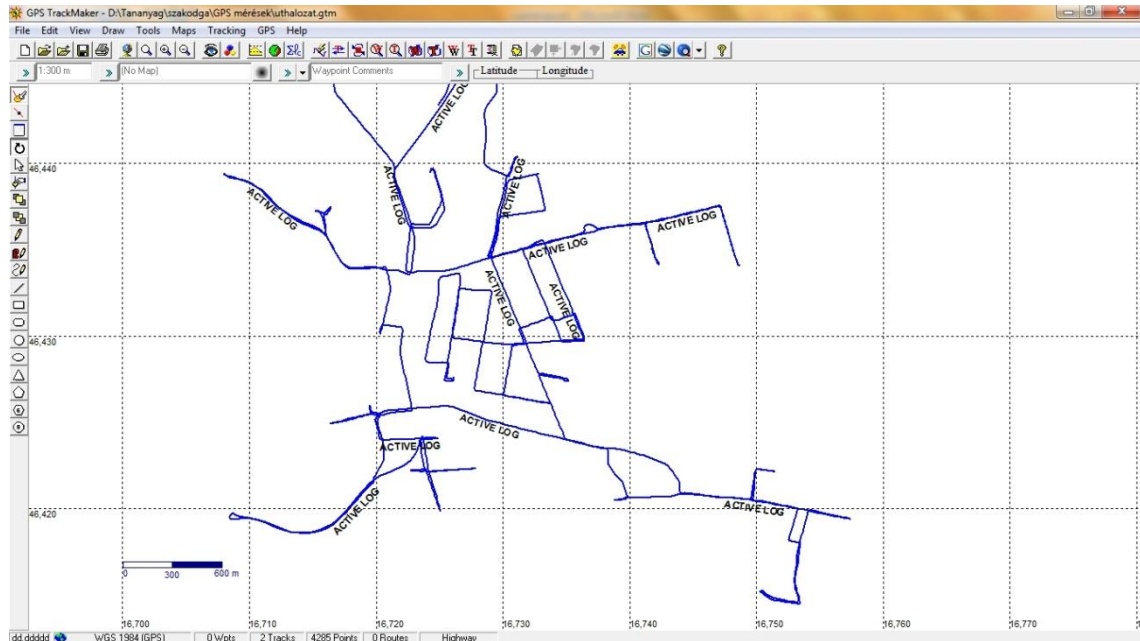 GPS TrackMaker - D:\Tananyag\szakodga\GPS mérések\uthalozat.gtm
File Edit View Draw Tools Maps Tracking GPS Help
1:300 m (No Map) Waypoint Comments Latitude Longitude
ACTIVE LOG
46,440
ACTIVE LOG
ACTIVE LOG
ACTIVE LOG
ACTIVE LOG
ACTIVE LOG
ACTIVE LOG
ACTIVE LOG
46,430
ACTIVE LOG
ACTIVE LOG
ACTIVE LOG
46,420
ACTIVE LOG
ACTIVE LOG
0 300 600 m
16,700 16,710 16,720 16,730 16,740 16,750 16,760 16,770
dd.ddddd WGS 1984 (GPS) 0 Wpts 2 Tracks 4285 Points 0 Routes Highway